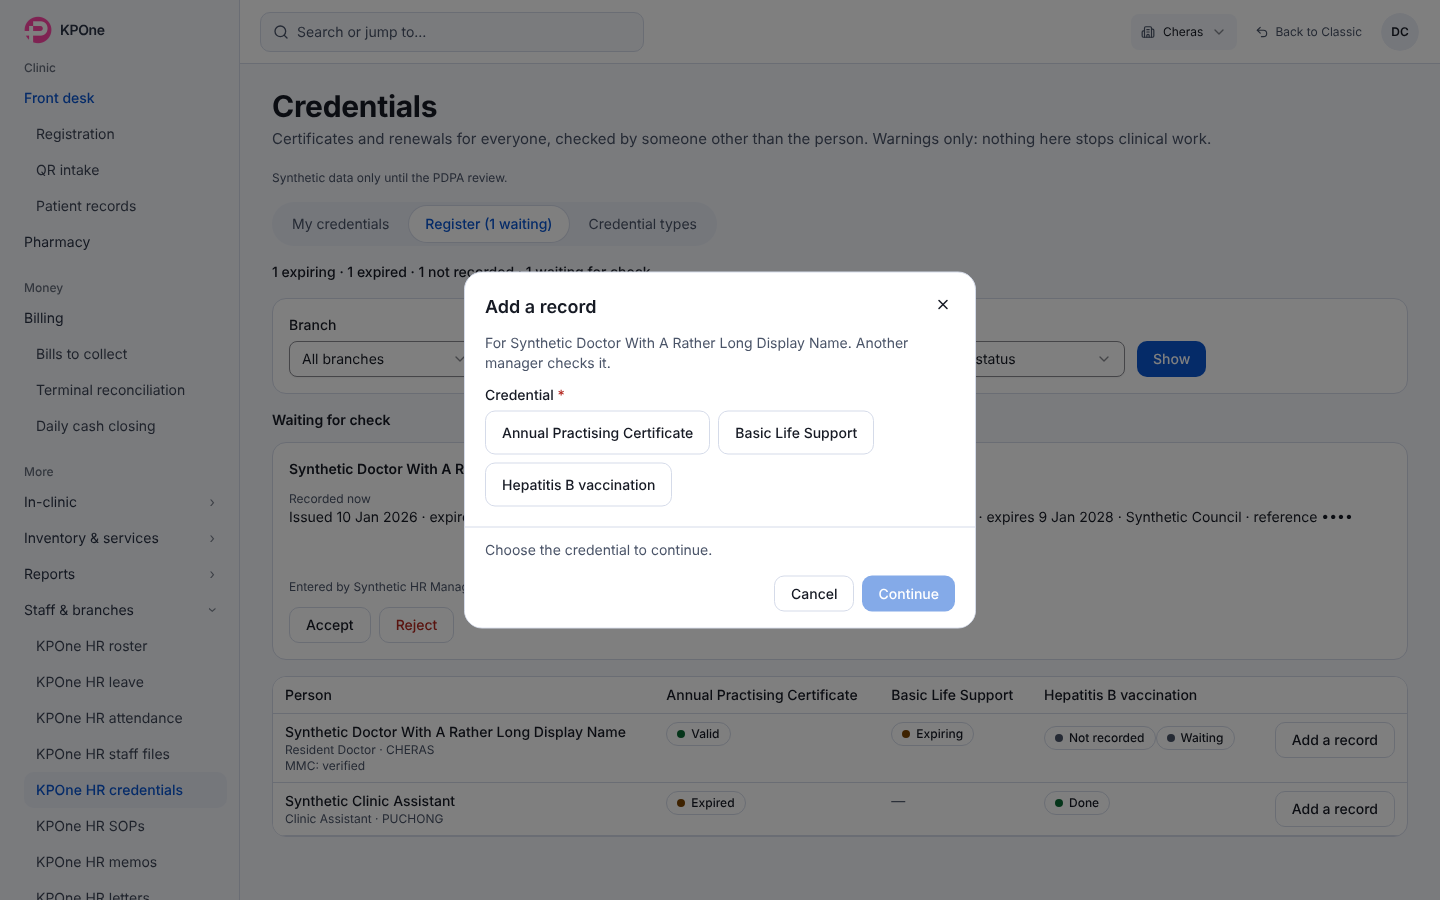 KPOne
Search or jump to...
Cheras
Back to Classic
DC
Clinic
Front desk
Registration
QR intake
Patient records
Pharmacy
Money
Billing
Bills to collect
Terminal reconciliation
Daily cash closing
More
In-clinic
Inventory & services
Reports
Staff & branches
KPOne HR roster
KPOne HR leave
KPOne HR attendance
KPOne HR staff files
KPOne HR credentials
KPOne HR SOPs
KPOne HR memos
KPOne HR letters
Credentials
Certificates and renewals for everyone, checked by someone other than the person. Warnings only: nothing here stops clinical work.
Synthetic data only until the PDPA review.
My credentials
Register (1 waiting)
Credential types
1 expiring · 1 expired · 1 not recorded · 1 waiting for check
Branch
All branches
status
Show
Waiting for check
Synthetic Doctor With A R
Recorded now
Issued 10 Jan 2026 · expire
· expires 9 Jan 2028 · Synthetic Council · reference ••••
Entered by Synthetic HR Manag
Accept
Reject
Add a record
For Synthetic Doctor With A Rather Long Display Name. Another
manager checks it.
Credential *
Annual Practising Certificate
Basic Life Support
Hepatitis B vaccination
Choose the credential to continue.
Cancel
Continue
Person
Annual Practising Certificate
Basic Life Support
Hepatitis B vaccination
Synthetic Doctor With A Rather Long Display Name
Resident Doctor · CHERAS
MMC: verified
Valid
Expiring
Not recorded
Waiting
Add a record
Synthetic Clinic Assistant
Clinic Assistant · PUCHONG
Expired
—
Done
Add a record